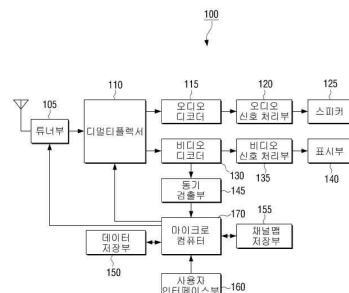 100
110
115
120
125
105
튜너부
디멀티플렉서
오디오
디코더
오디오
신호 처리부
스피커
비디오
디코더
비디오
신호 처리부
표시부
130
135
140
동기
검출부
145
170
155
데이터
저장부
마이크로
컴퓨터
채널맵
저장부
150
사용자
인터페이스부
160